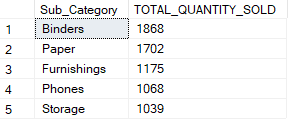 Sub_Category TOTAL_QUANTITY_SOLD
1 Binders 1868
2 Paper 1702
3 Furnishings 1175
4 Phones 1068
5 Storage 1039